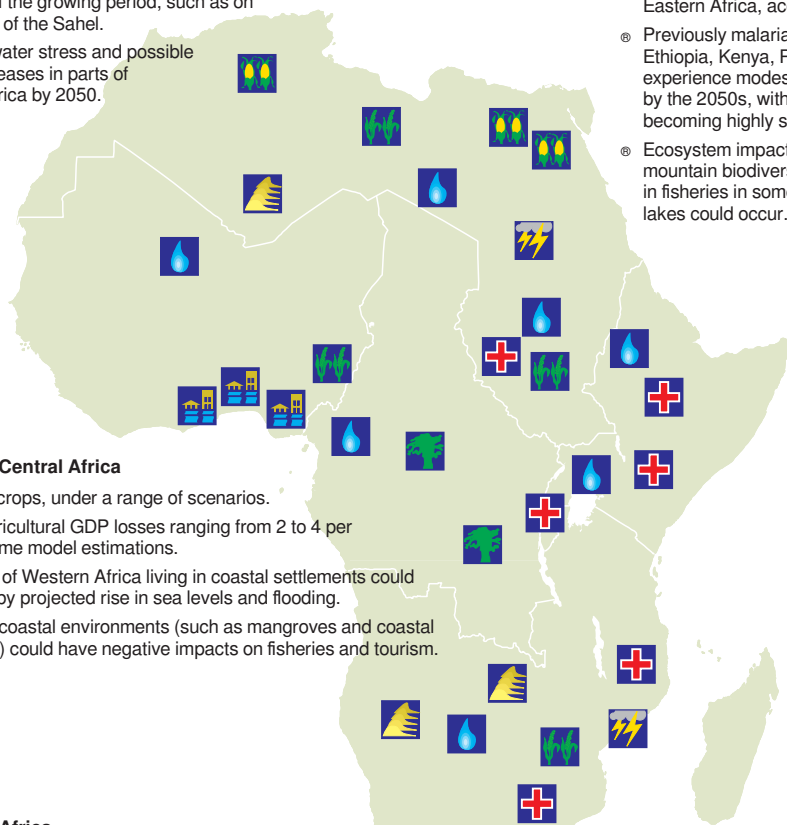 the growing period, such as on
of the Sahel.
water stress and possible
eases in parts of
rica by 2050.
Eastern Africa, acc
® Previously malaria
Ethiopia, Kenya,
experience modes
by the 2050s, with
becoming highly s
® Ecosystem impact
mountain biodivers
in fisheries in some
lakes could occur.
Central Africa
crops, under a range of scenarios.
ricultural GDP losses ranging from 2 to 4 per
me model estimations.
of Western Africa living in coastal settlements could
by projected rise in sea levels and flooding.
coastal environments (such as mangroves and coastal
) could have negative impacts on fisheries and tourism.